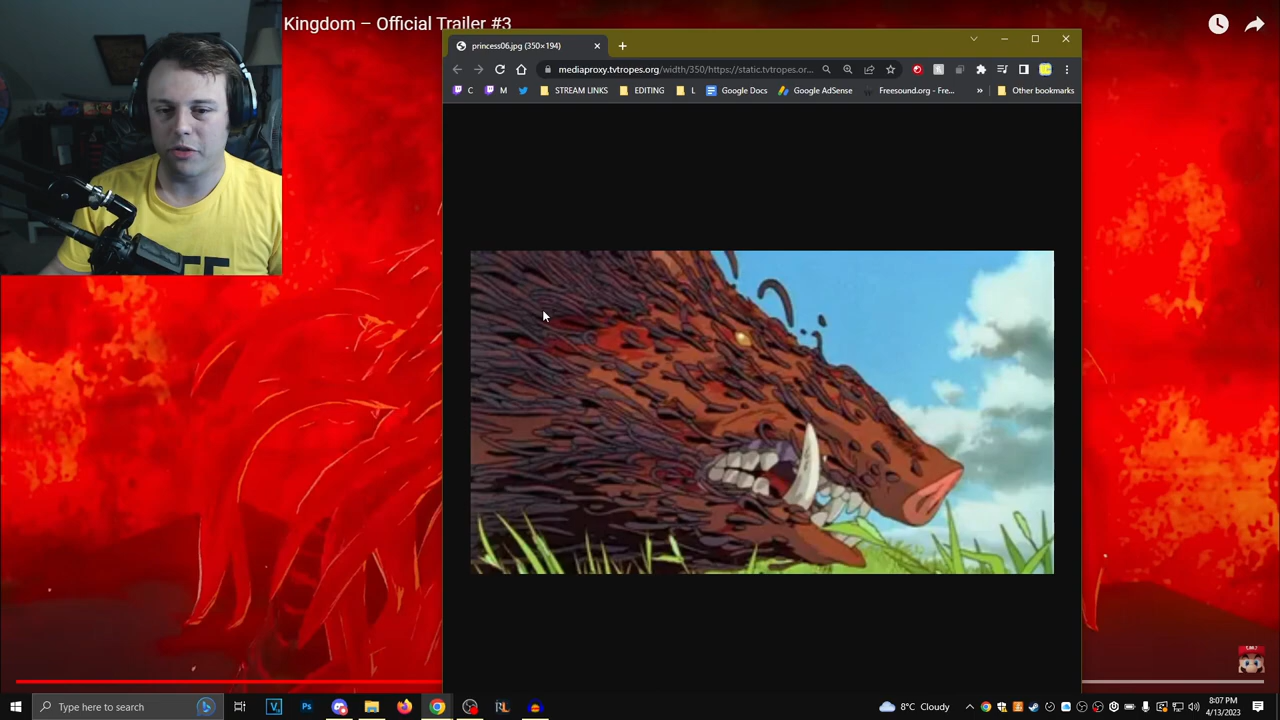 Kingdom – Official Trailer #3
princess06.jpg (350×194)
mediaproxy.tvtropes.org/width/350/https://static.tvtropes.or...
C
M
STREAM LINKS
EDITING
L
Google Docs
Google AdSense
Freesound.org - Fre...
»
Other bookmarks
Type here to search
8°C Cloudy
8:07 PM
4/13/2023